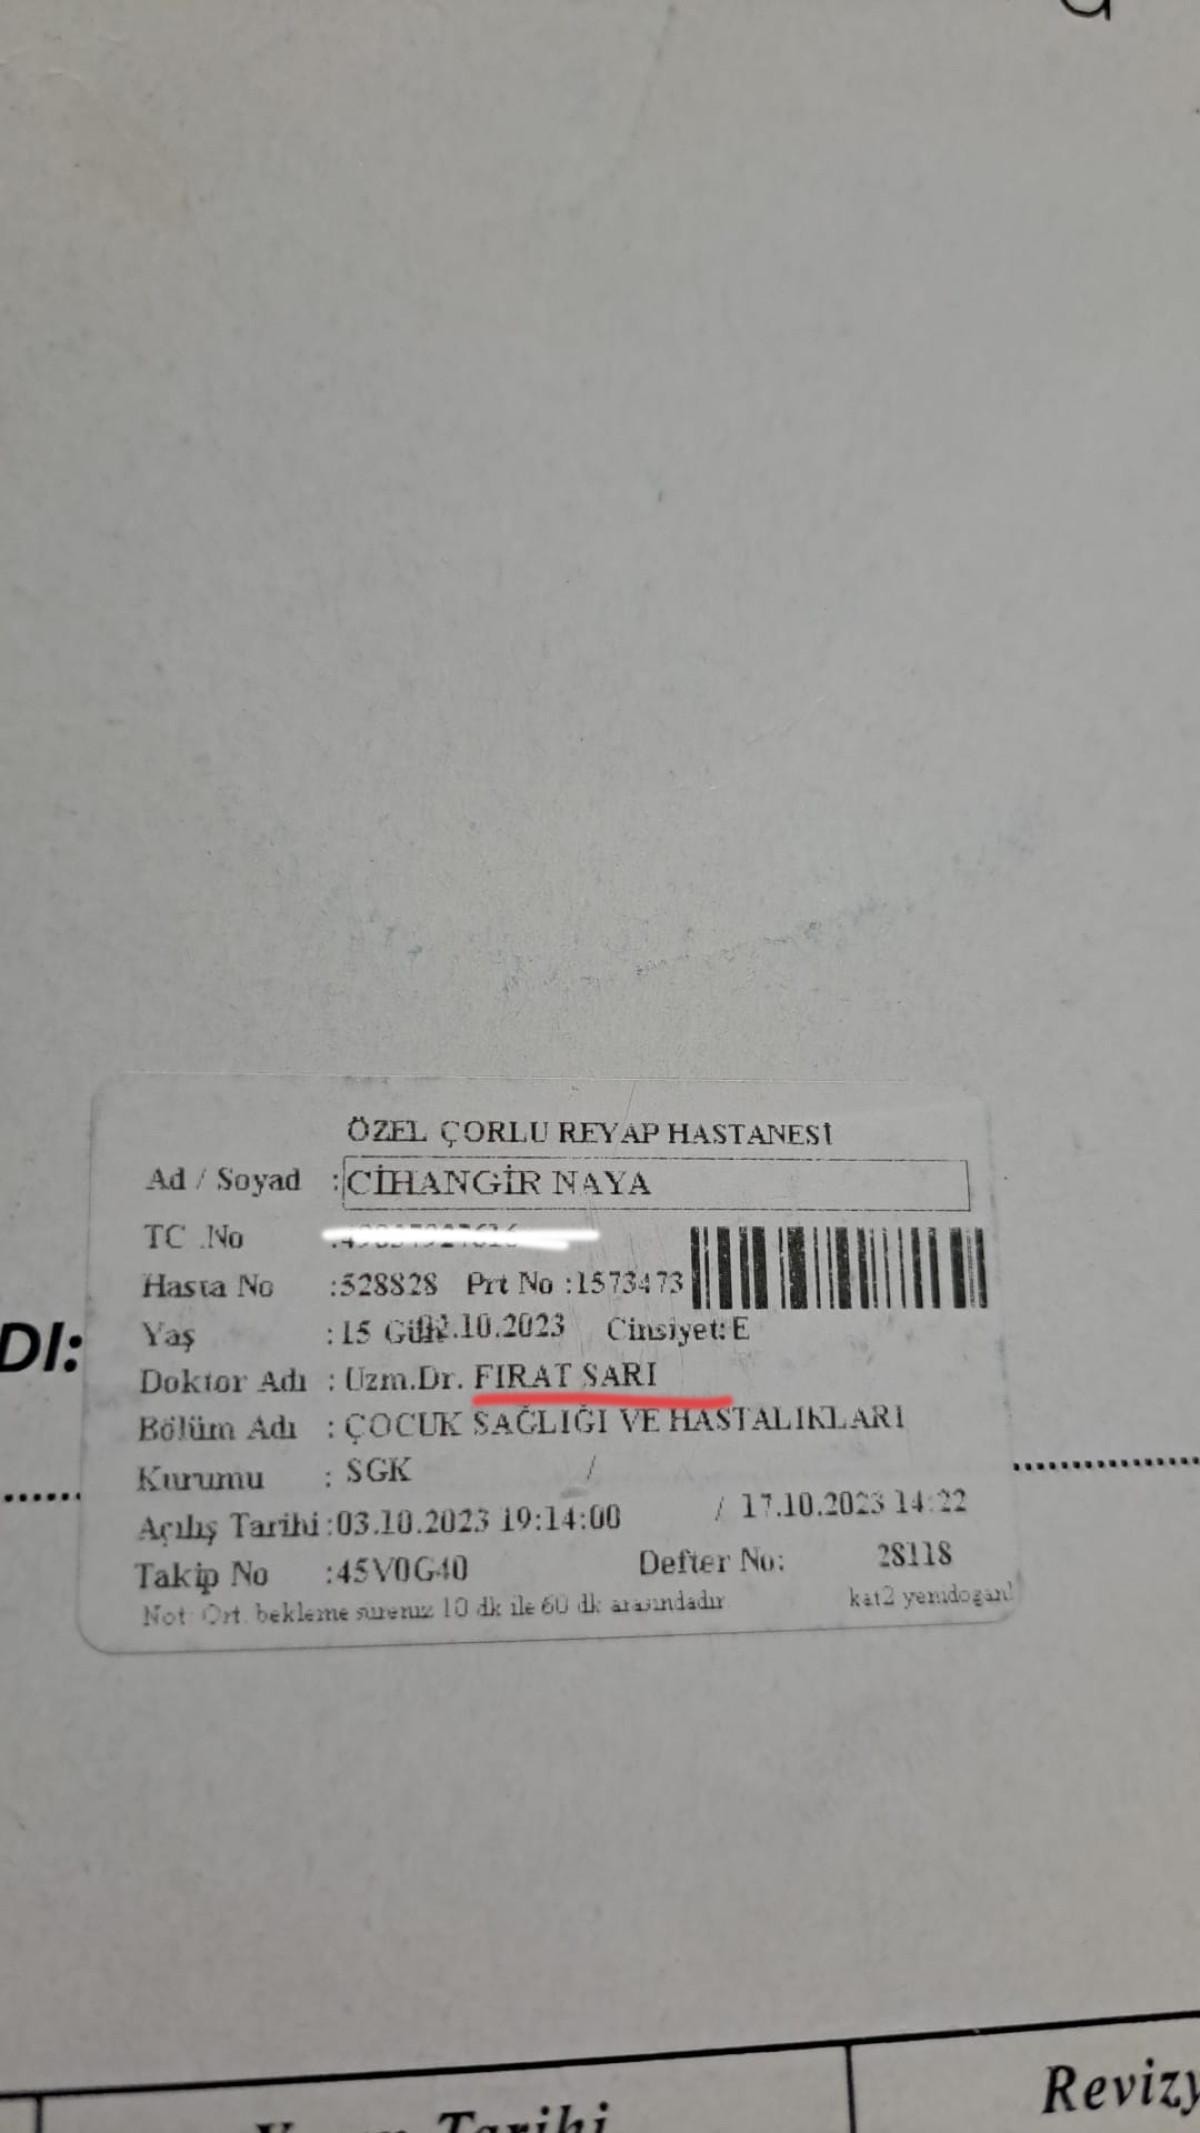 ÖZEL ÇORLU REYAP HASTANESİ
Ad / Soyad : CİHANGİR NAYA
TC .No
Hasta No :528828 Prt No :1573473
DI:
Yaş : 15 Gün .10.2023 Cinsiyet: E
Doktor Adı : Uzm.Dr. FIRAT SARI
Bölüm Adı : ÇOCUK SAĞLIĞI VE HASTALIKLARI
Kurumu : SGK /
Açılış Tarihi :03.10.2023 19:14:00 / 17.10.2023 14:22
Takip No :45V0G40 Defter No: 28118
Not: Ort. bekleme süreniz 10 dk ile 60 dk arasındadır kat2 yenidoğan
Tarihi
Revizy